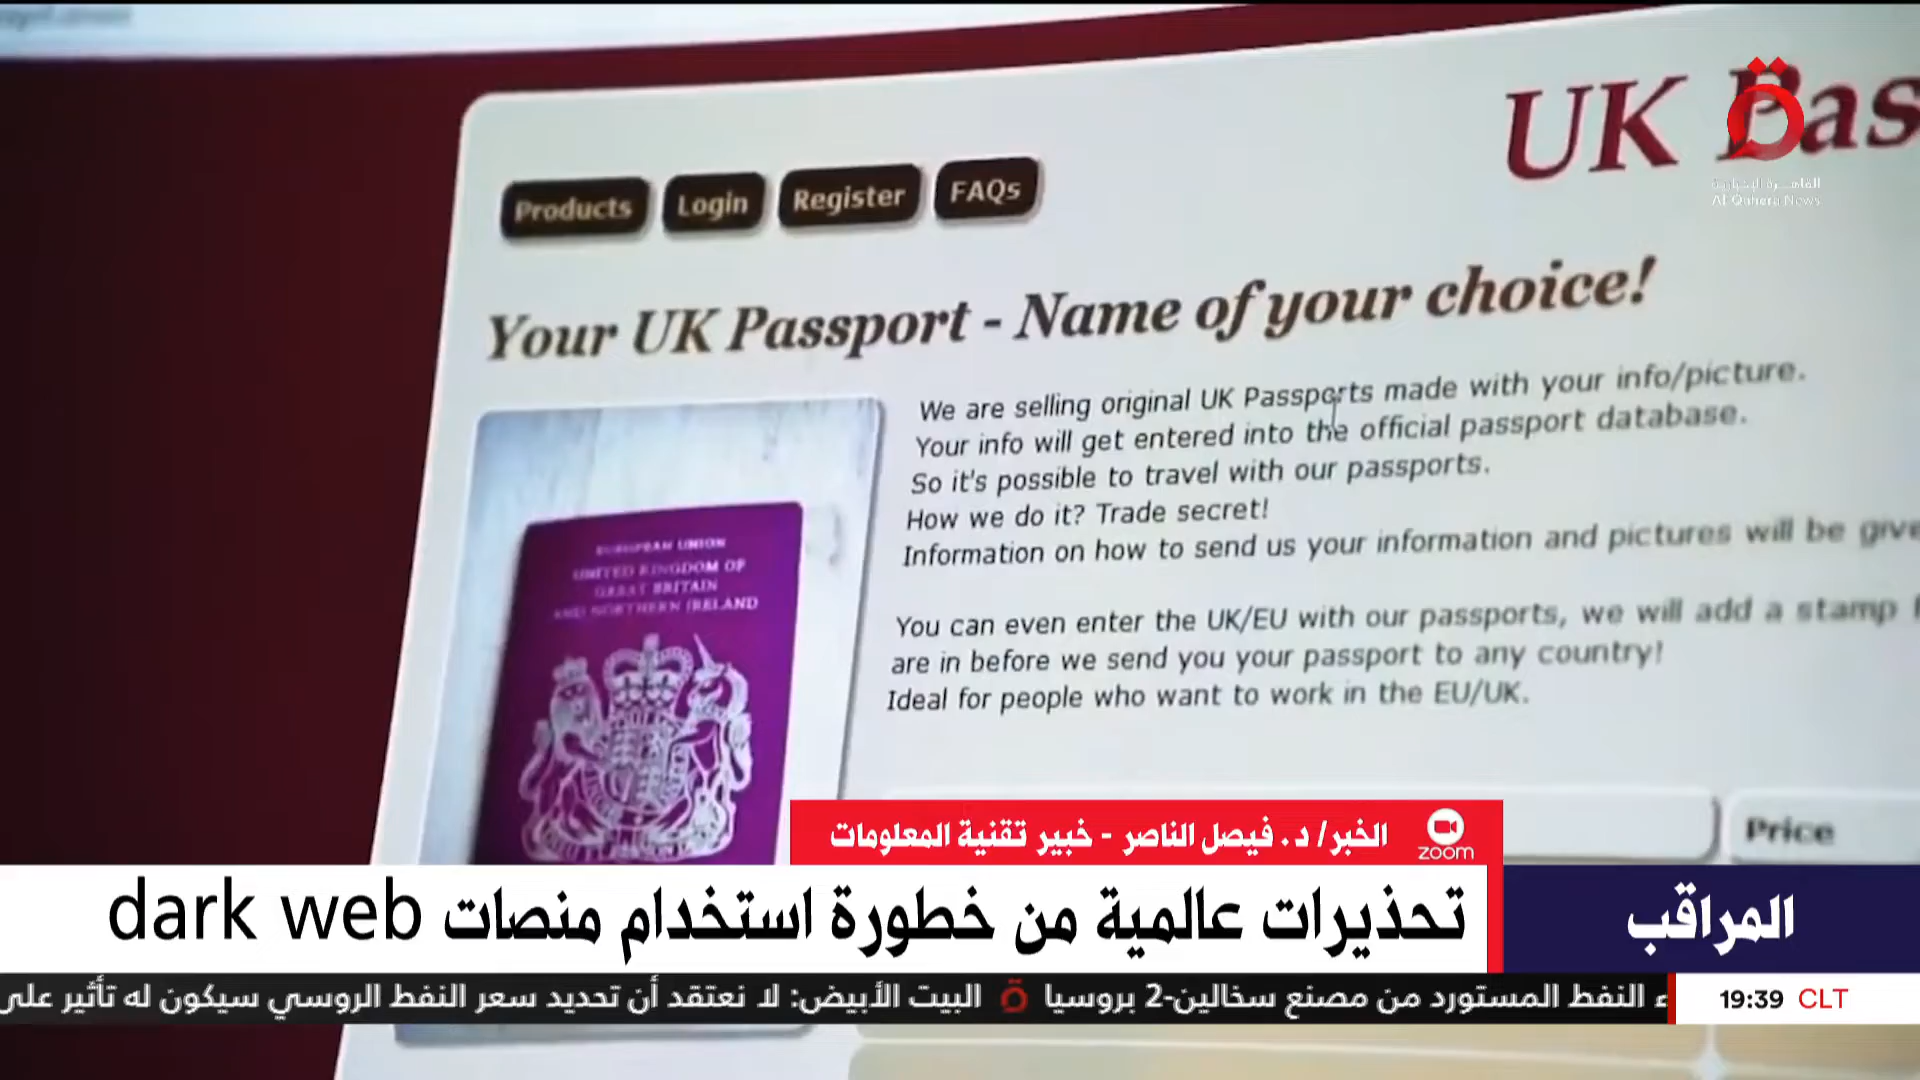 UK Pas
القاهرة الإخبارية
Al Qahera News
Products
Login
Register
FAQs
Your UK Passport - Name of your choice!
We are selling original UK Passports made with your info/picture.
Your info will get entered into the official passport database.
So it's possible to travel with our passports.
How we do it? Trade secret!
Information on how to send us your information and pictures will be give
You can even enter the UK/EU with our passports, we will add a stamp f
are in before we send you your passport to any country!
Ideal for people who want to work in the EU/UK.
EUROPEAN UNION
UNITED KINGDOM OF
GREAT BRITAIN
AND NORTHERN IRELAND
Price
الخبر/ د. فيصل الناصر - خبير تقنية المعلومات
zoom
المراقب
تحذيرات عالمية من خطورة استخدام منصات dark web
ء النفط المستورد من مصنع سخالين-2 بروسيا
البيت الأبيض: لا نعتقد أن تحديد سعر النفط الروسي سيكون له تأثير على
19:39 CLT